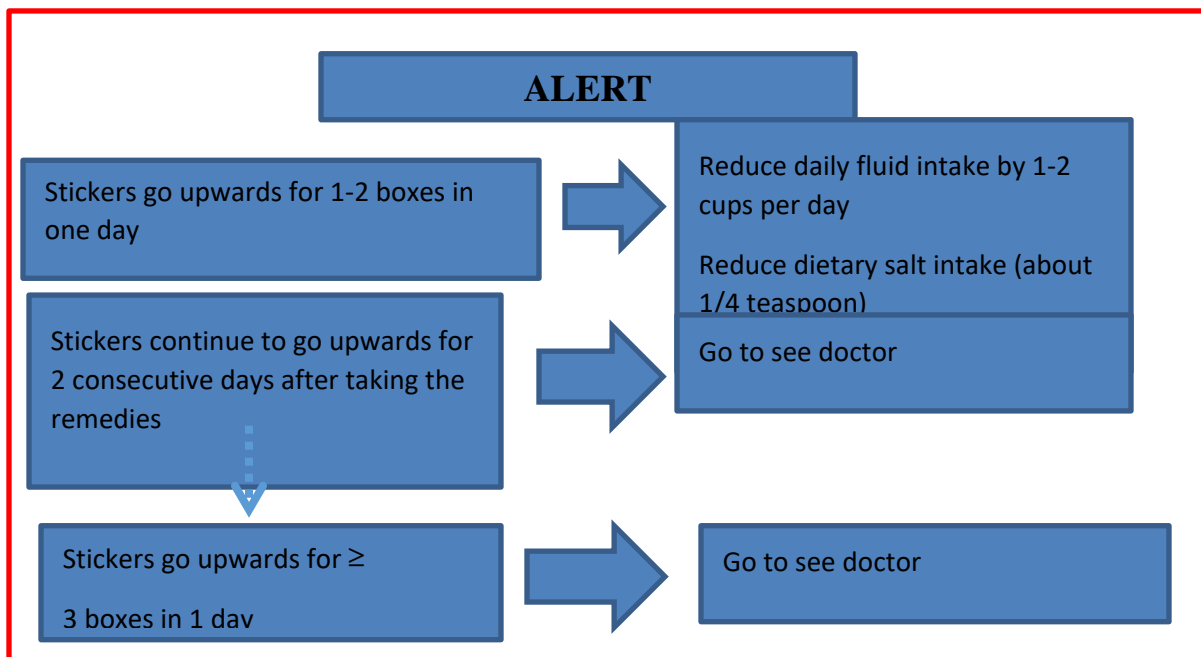 ALERT
Stickers go upwards for 1-2 boxes in
one day
Reduce daily fluid intake by 1-2
cups per day
Reduce dietary salt intake (about
1/4 teaspoon)
Stickers continue to go upwards for
2 consecutive days after taking the
remedies
Go to see doctor
Stickers go upwards for ≥
3 boxes in 1 day
Go to see doctor